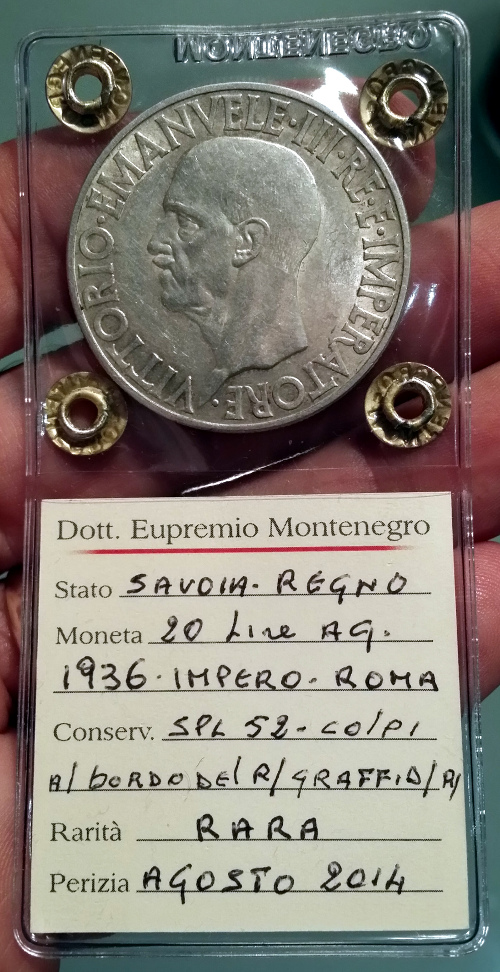 MONTENEGRO
VITTORIO·EMANVELE·III·RE·E·IMPERATORE·
Dott. Eupremio Montenegro
Stato SAVOIA- REGNO
Moneta 20 Lire AG.
1936·IMPERO-ROMA
Conserv. SPL 52-COlPI
A/ bORDO DEl R/GRAFFI D/R/
Rarità RARA
Perizia AGOSTO 2014